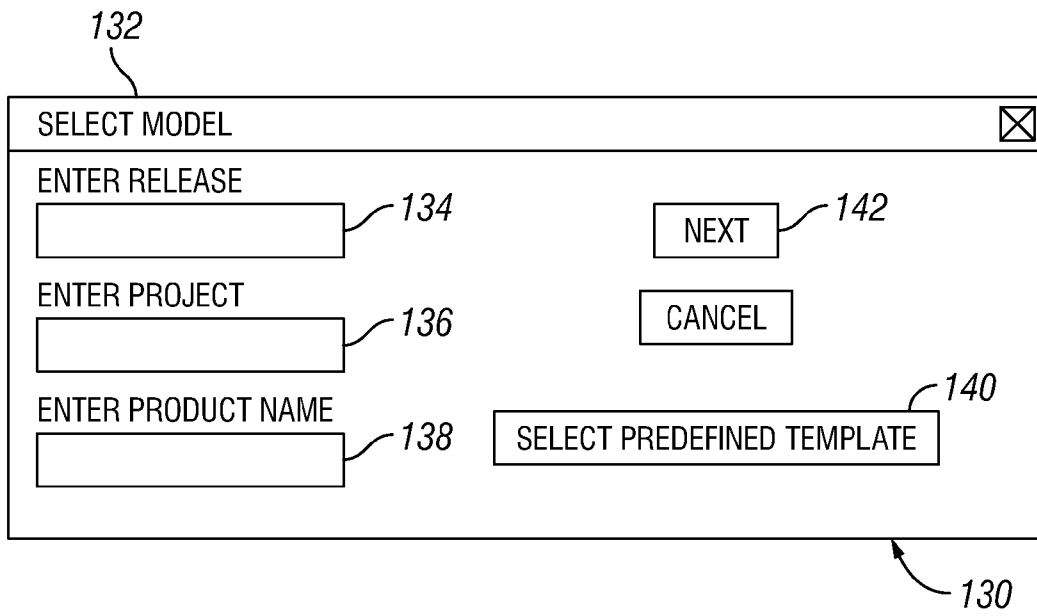 132
SELECT MODEL
ENTER RELEASE
134
NEXT
142
ENTER PROJECT
136
CANCEL
ENTER PRODUCT NAME
138
140
SELECT PREDEFINED TEMPLATE
130